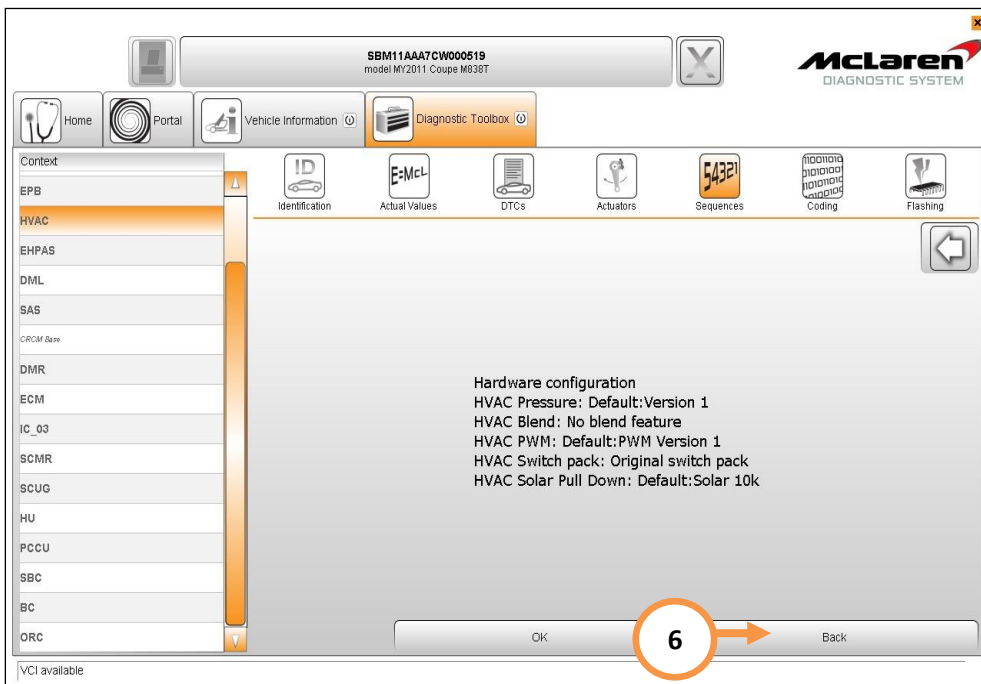 SBM11AAA7CW000519
model MY2011 Coupe M838T
McLaren
DIAGNOSTIC SYSTEM
Home
Portal
Vehicle Information
Diagnostic Toolbox
Context
EPB
HVAC
EHPAS
DML
SAS
CRCM Base
DMR
ECM
IC_03
SCMR
SCUG
HU
PCCU
SBC
BC
ORC
ID
Identification
E=McL
Actual Values
DTCs
Actuators
54321
Sequences
Coding
Flashing
Hardware configuration
HVAC Pressure: Default:Version 1
HVAC Blend: No blend feature
HVAC PWM: Default:PWM Version 1
HVAC Switch pack: Original switch pack
HVAC Solar Pull Down: Default:Solar 10k
OK
6
Back
VCI available